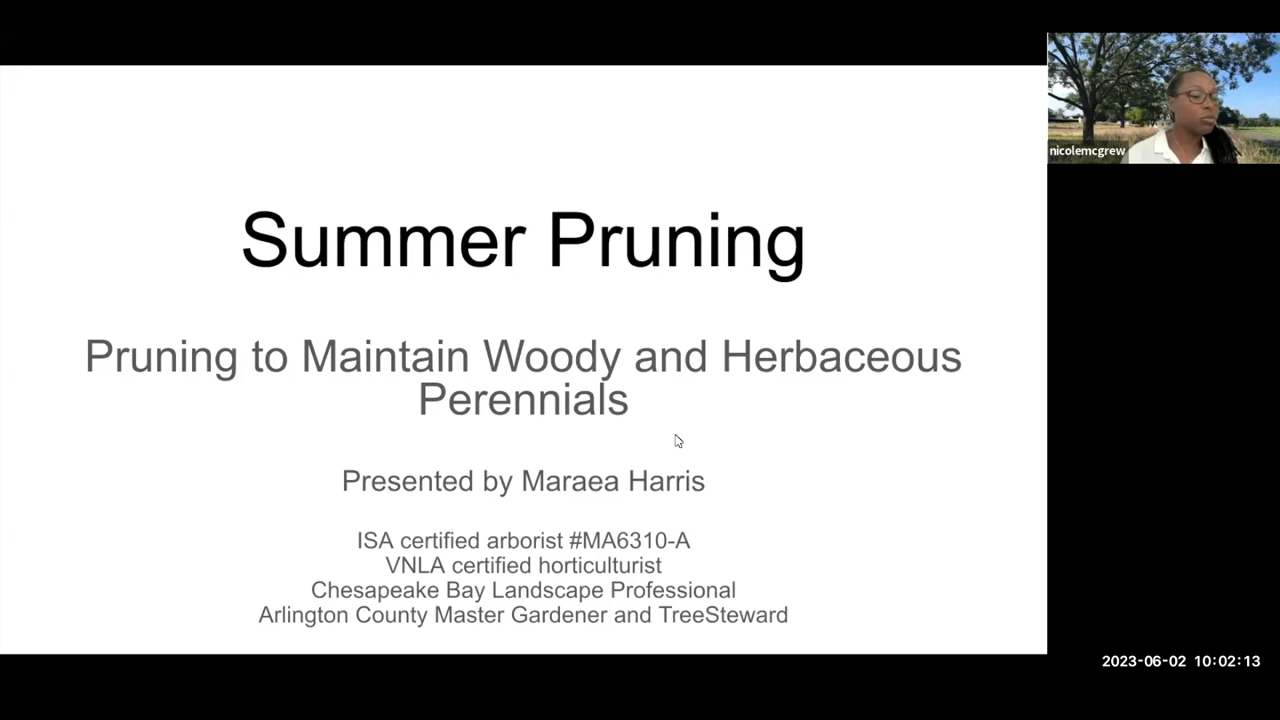 nicolemcgrew
Summer Pruning
Pruning to Maintain Woody and Herbaceous
Perennials
Presented by Maraea Harris
ISA certified arborist #MA6310-A
VNLA certified horticulturist
Chesapeake Bay Landscape Professional
Arlington County Master Gardener and TreeSteward
2023-06-02 10:02:13